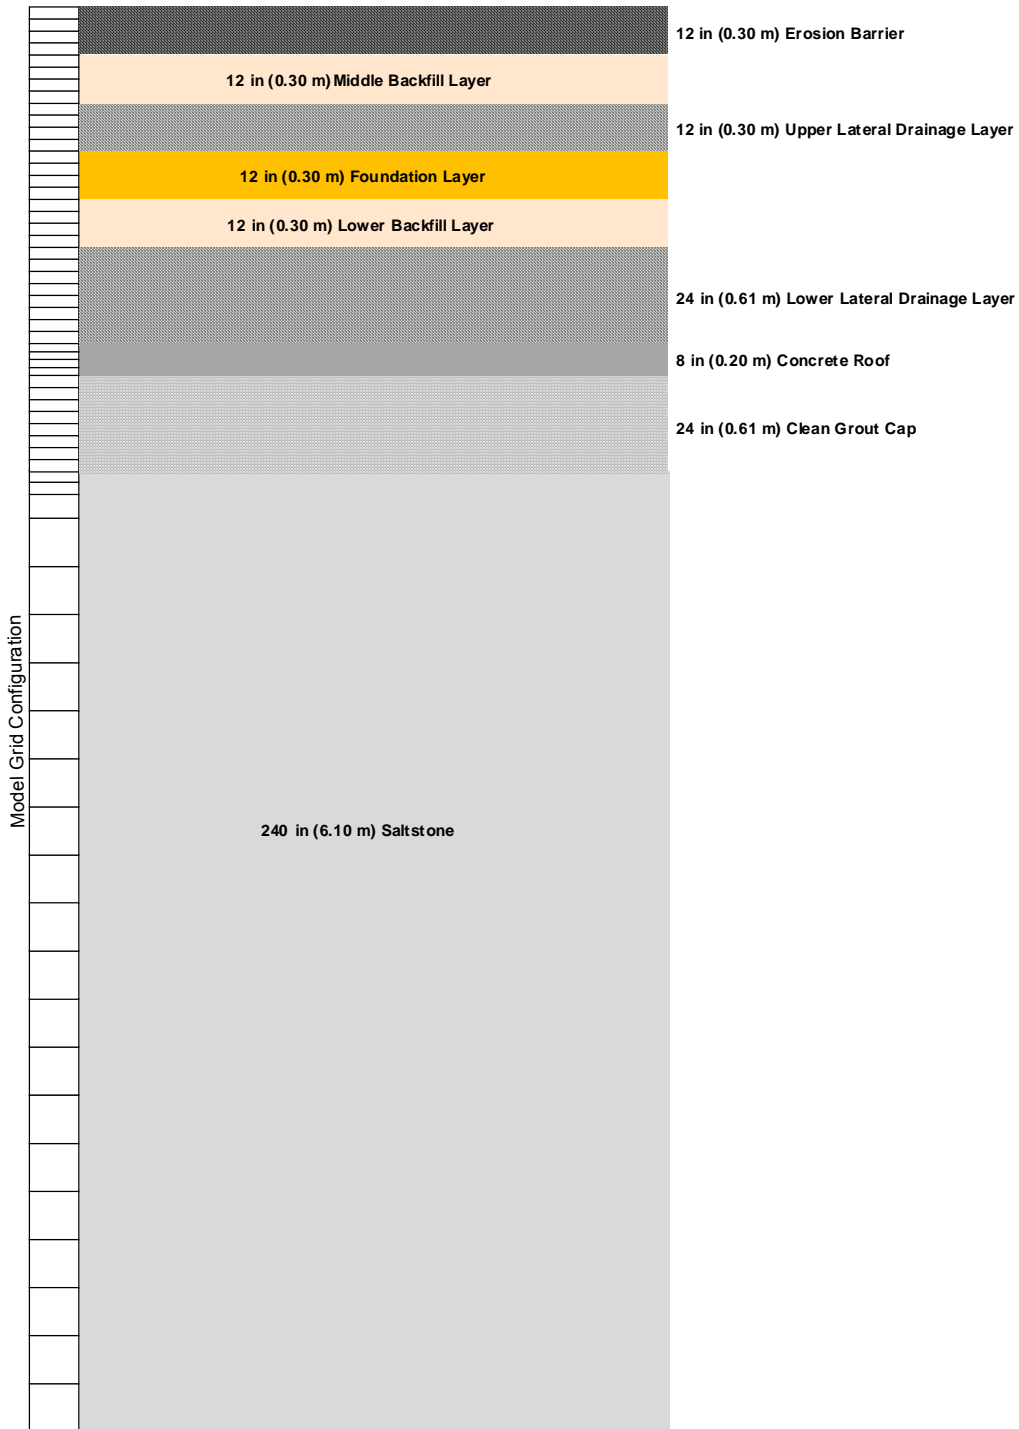 12 in (0.30 m) Erosion Barrier
12 in (0.30 m) Middle Backfill Layer
12 in (0.30 m) Upper Lateral Drainage Layer
12 in (0.30 m) Foundation Layer
12 in (0.30 m) Lower Backfill Layer
24 in (0.61 m) Lower Lateral Drainage Layer
8 in (0.20 m) Concrete Roof
24 in (0.61 m) Clean Grout Cap
Model Grid Configuration
240 in (6.10 m) Saltstone